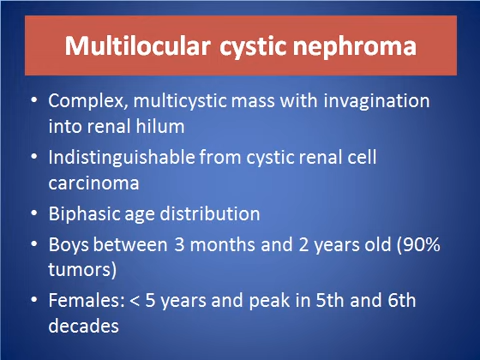 Multilocular cystic nephroma
• Complex, multicystic mass with invagination
into renal hilum
• Indistinguishable from cystic renal cell
carcinoma
• Biphasic age distribution
• Boys between 3 months and 2 years old (90%
tumors)
• Females: < 5 years and peak in 5th and 6th
decades